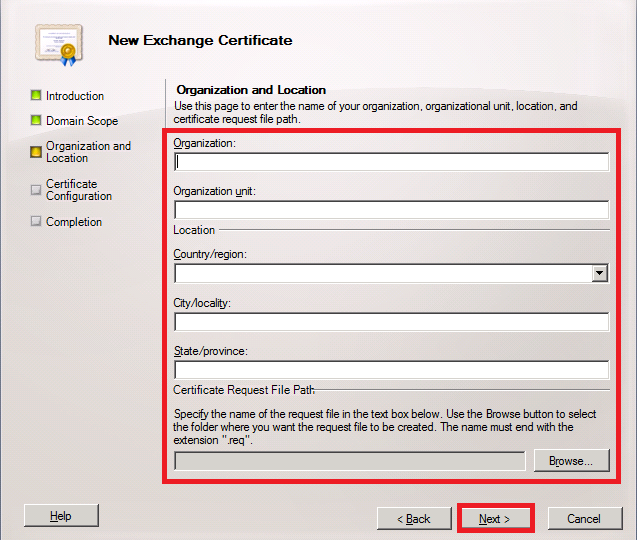 New Exchange Certificate
Introduction
Domain Scope
Organization and
Location
Certificate
Configuration
Completion
Organization and Location
Use this page to enter the name of your organization, organizational unit, location, and
certificate request file path.
Organization:
Organization unit:
Location
Country/region:
City/locality:
State/province:
Certificate Request File Path
Specify the name of the request file in the text box below. Use the Browse button to select
the folder where you want the request file to be created. The name must end with the
extension ".req".
Browse...
Help
< Back
Next >
Cancel